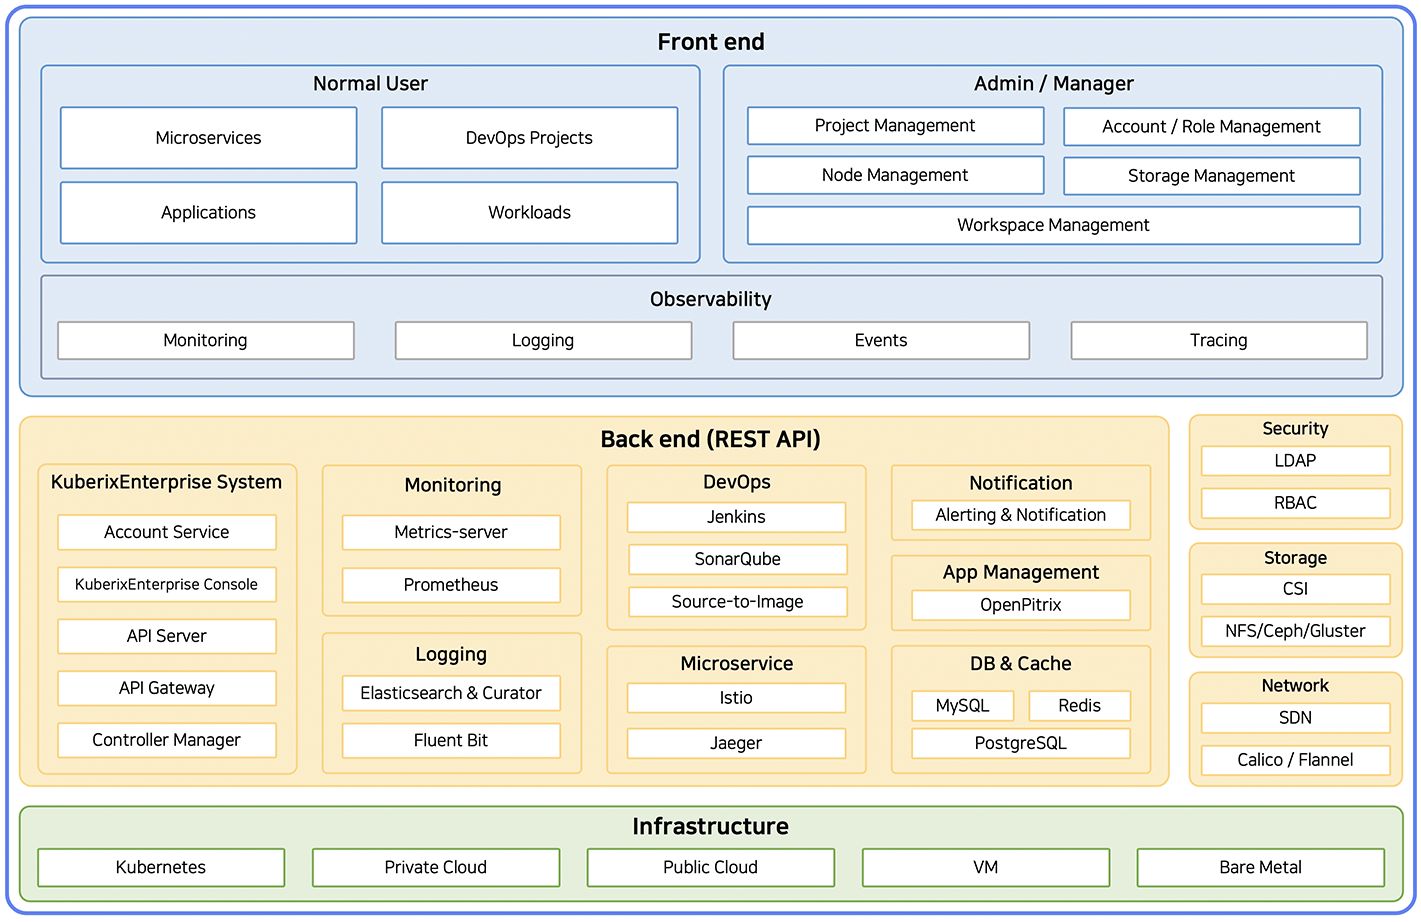 Front end
Normal User
Microservices
DevOps Projects
Applications
Workloads
Admin / Manager
Project Management
Account / Role Management
Node Management
Storage Management
Workspace Management
Observability
Monitoring
Logging
Events
Tracing
Back end (REST API)
KuberixEnterprise System
Account Service
KuberixEnterprise Console
API Server
API Gateway
Controller Manager
Monitoring
Metrics-server
Prometheus
Logging
Elasticsearch & Curator
Fluent Bit
DevOps
Jenkins
SonarQube
Source-to-Image
Microservice
Istio
Jaeger
Notification
Alerting & Notification
App Management
OpenPitrix
DB & Cache
MySQL
Redis
PostgreSQL
Security
LDAP
RBAC
Storage
CSI
NFS/Ceph/Gluster
Network
SDN
Calico / Flannel
Infrastructure
Kubernetes
Private Cloud
Public Cloud
VM
Bare Metal